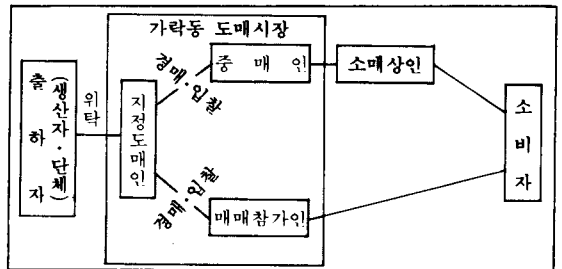 가락동 도매시장
출하자
(생산자·단체)
위탁
지정도매인
경매·입찰
중매인
소매상인
경매·입찰
매매참가인
소비자